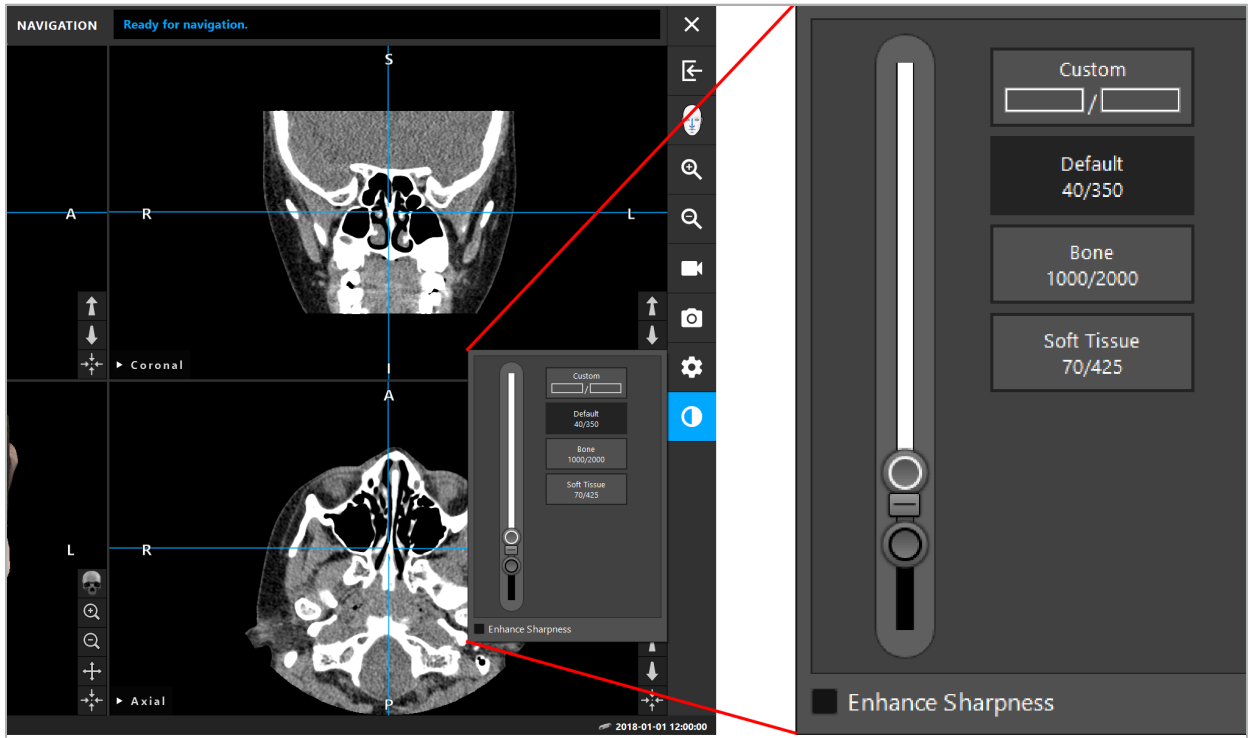 NAVIGATION
Ready for navigation.
S
A
R
L
Coronal
I
A
L
R
Axial
P
Custom
/
Default
40/350
Bone
1000/2000
Soft Tissue
70/425
Enhance Sharpness
2018-01-01 12:00:00
Custom
/
Default
40/350
Bone
1000/2000
Soft Tissue
70/425
Enhance Sharpness